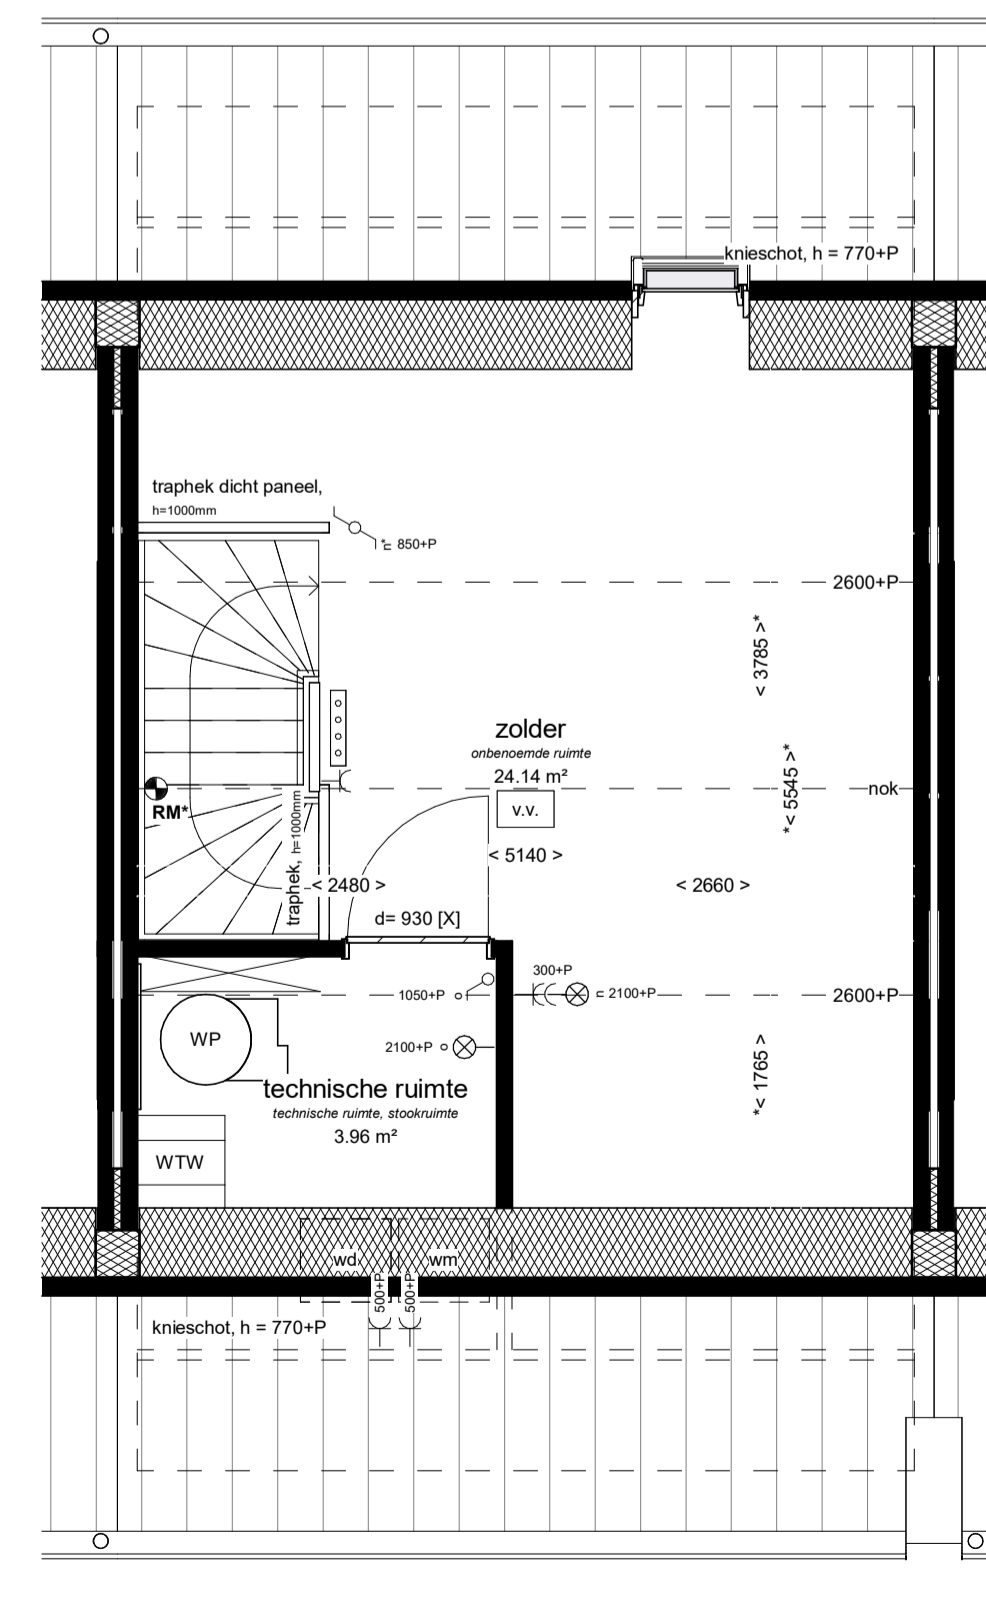 knieschot, h = 770+P
traphek dicht paneel,
h=1000mm
850+P
2600+P
< 3785 >*
zolder
onbenoemde ruimte
24.14 m²
*< 5545 >*
nok
RM*
v.v.
traphek, h=1000mm
< 5140 >
< 2480 >
< 2660 >
d= 930 [X]
300+P
1050+P
2100+P
2600+P
WP
2100+P
*< 1765 >
technische ruimte
technische ruimte, stookruimte
3.96 m²
WTW
wd
wm
500+P
500+P
knieschot, h = 770+P